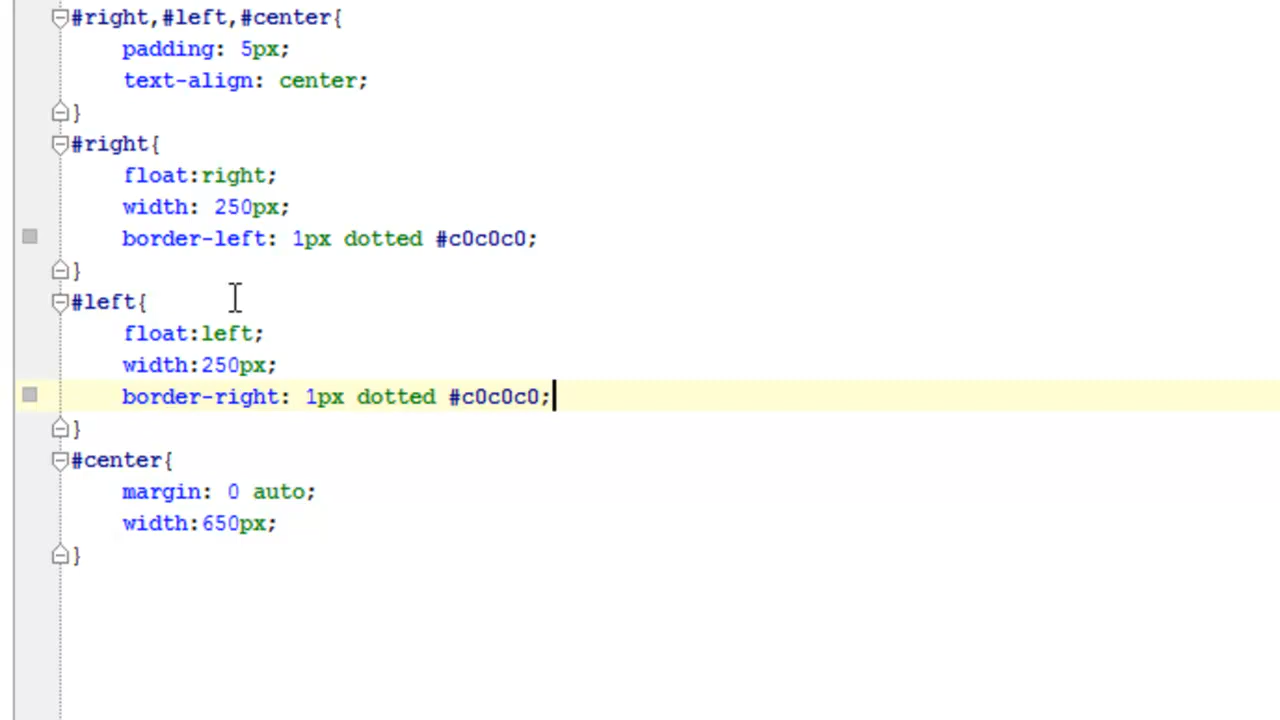 #right,#left,#center{
padding: 5px;
text-align: center;
}
#right{
float:right;
width: 250px;
border-left: 1px dotted #c0c0c0;
}
#left{
float:left;
width:250px;
border-right: 1px dotted #c0c0c0;
}
#center{
margin: 0 auto;
width:650px;
}